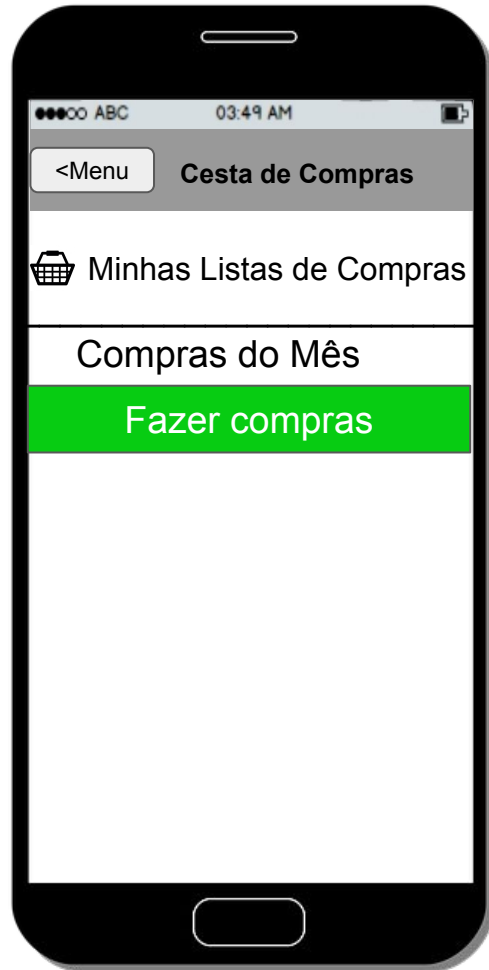 ABC 03:49 AM
<Menu Cesta de Compras
Minhas Listas de Compras
Compras do Mês
Fazer compras